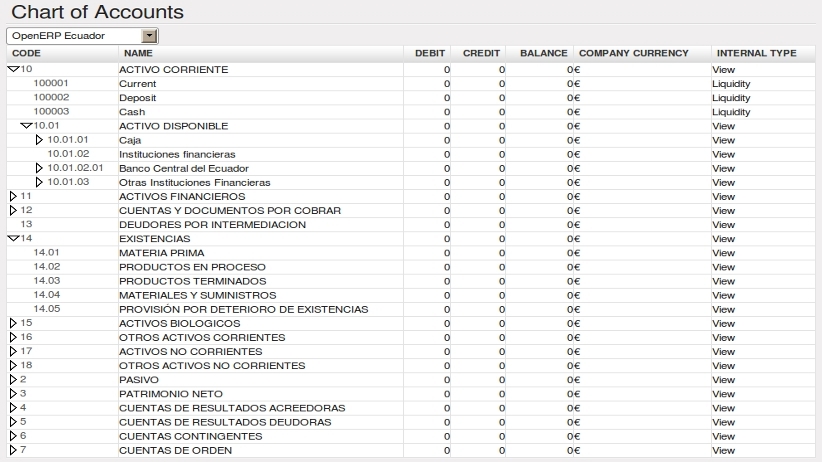 Chart of Accounts
OpenERP Ecuador
CODE NAME DEBIT CREDIT BALANCE COMPANY CURRENCY INTERNAL TYPE
10 ACTIVO CORRIENTE 0 0 0 € View
100001 Current 0 0 0 € Liquidity
100002 Deposit 0 0 0 € Liquidity
100003 Cash 0 0 0 € Liquidity
10.01 ACTIVO DISPONIBLE 0 0 0 € View
10.01.01 Caja 0 0 0 € View
10.01.02 Instituciones financieras 0 0 0 € View
10.01.02.01 Banco Central del Ecuador 0 0 0 € View
10.01.03 Otras Instituciones Financieras 0 0 0 € View
11 ACTIVOS FINANCIEROS 0 0 0 € View
12 CUENTAS Y DOCUMENTOS POR COBRAR 0 0 0 € View
13 DEUDORES POR INTERMEDIACION 0 0 0 € View
14 EXISTENCIAS 0 0 0 € View
14.01 MATERIA PRIMA 0 0 0 € View
14.02 PRODUCTOS EN PROCESO 0 0 0 € View
14.03 PRODUCTOS TERMINADOS 0 0 0 € View
14.04 MATERIALES Y SUMINISTROS 0 0 0 € View
14.05 PROVISIÓN POR DETERIORO DE EXISTENCIAS 0 0 0 € View
15 ACTIVOS BIOLOGICOS 0 0 0 € View
16 OTROS ACTIVOS CORRIENTES 0 0 0 € View
17 ACTIVOS NO CORRIENTES 0 0 0 € View
18 OTROS ACTIVOS NO CORRIENTES 0 0 0 € View
2 PASIVO 0 0 0 € View
3 PATRIMONIO NETO 0 0 0 € View
4 CUENTAS DE RESULTADOS ACREEDORAS 0 0 0 € View
5 CUENTAS DE RESULTADOS DEUDORAS 0 0 0 € View
6 CUENTAS CONTINGENTES 0 0 0 € View
7 CUENTAS DE ORDEN 0 0 0 € View